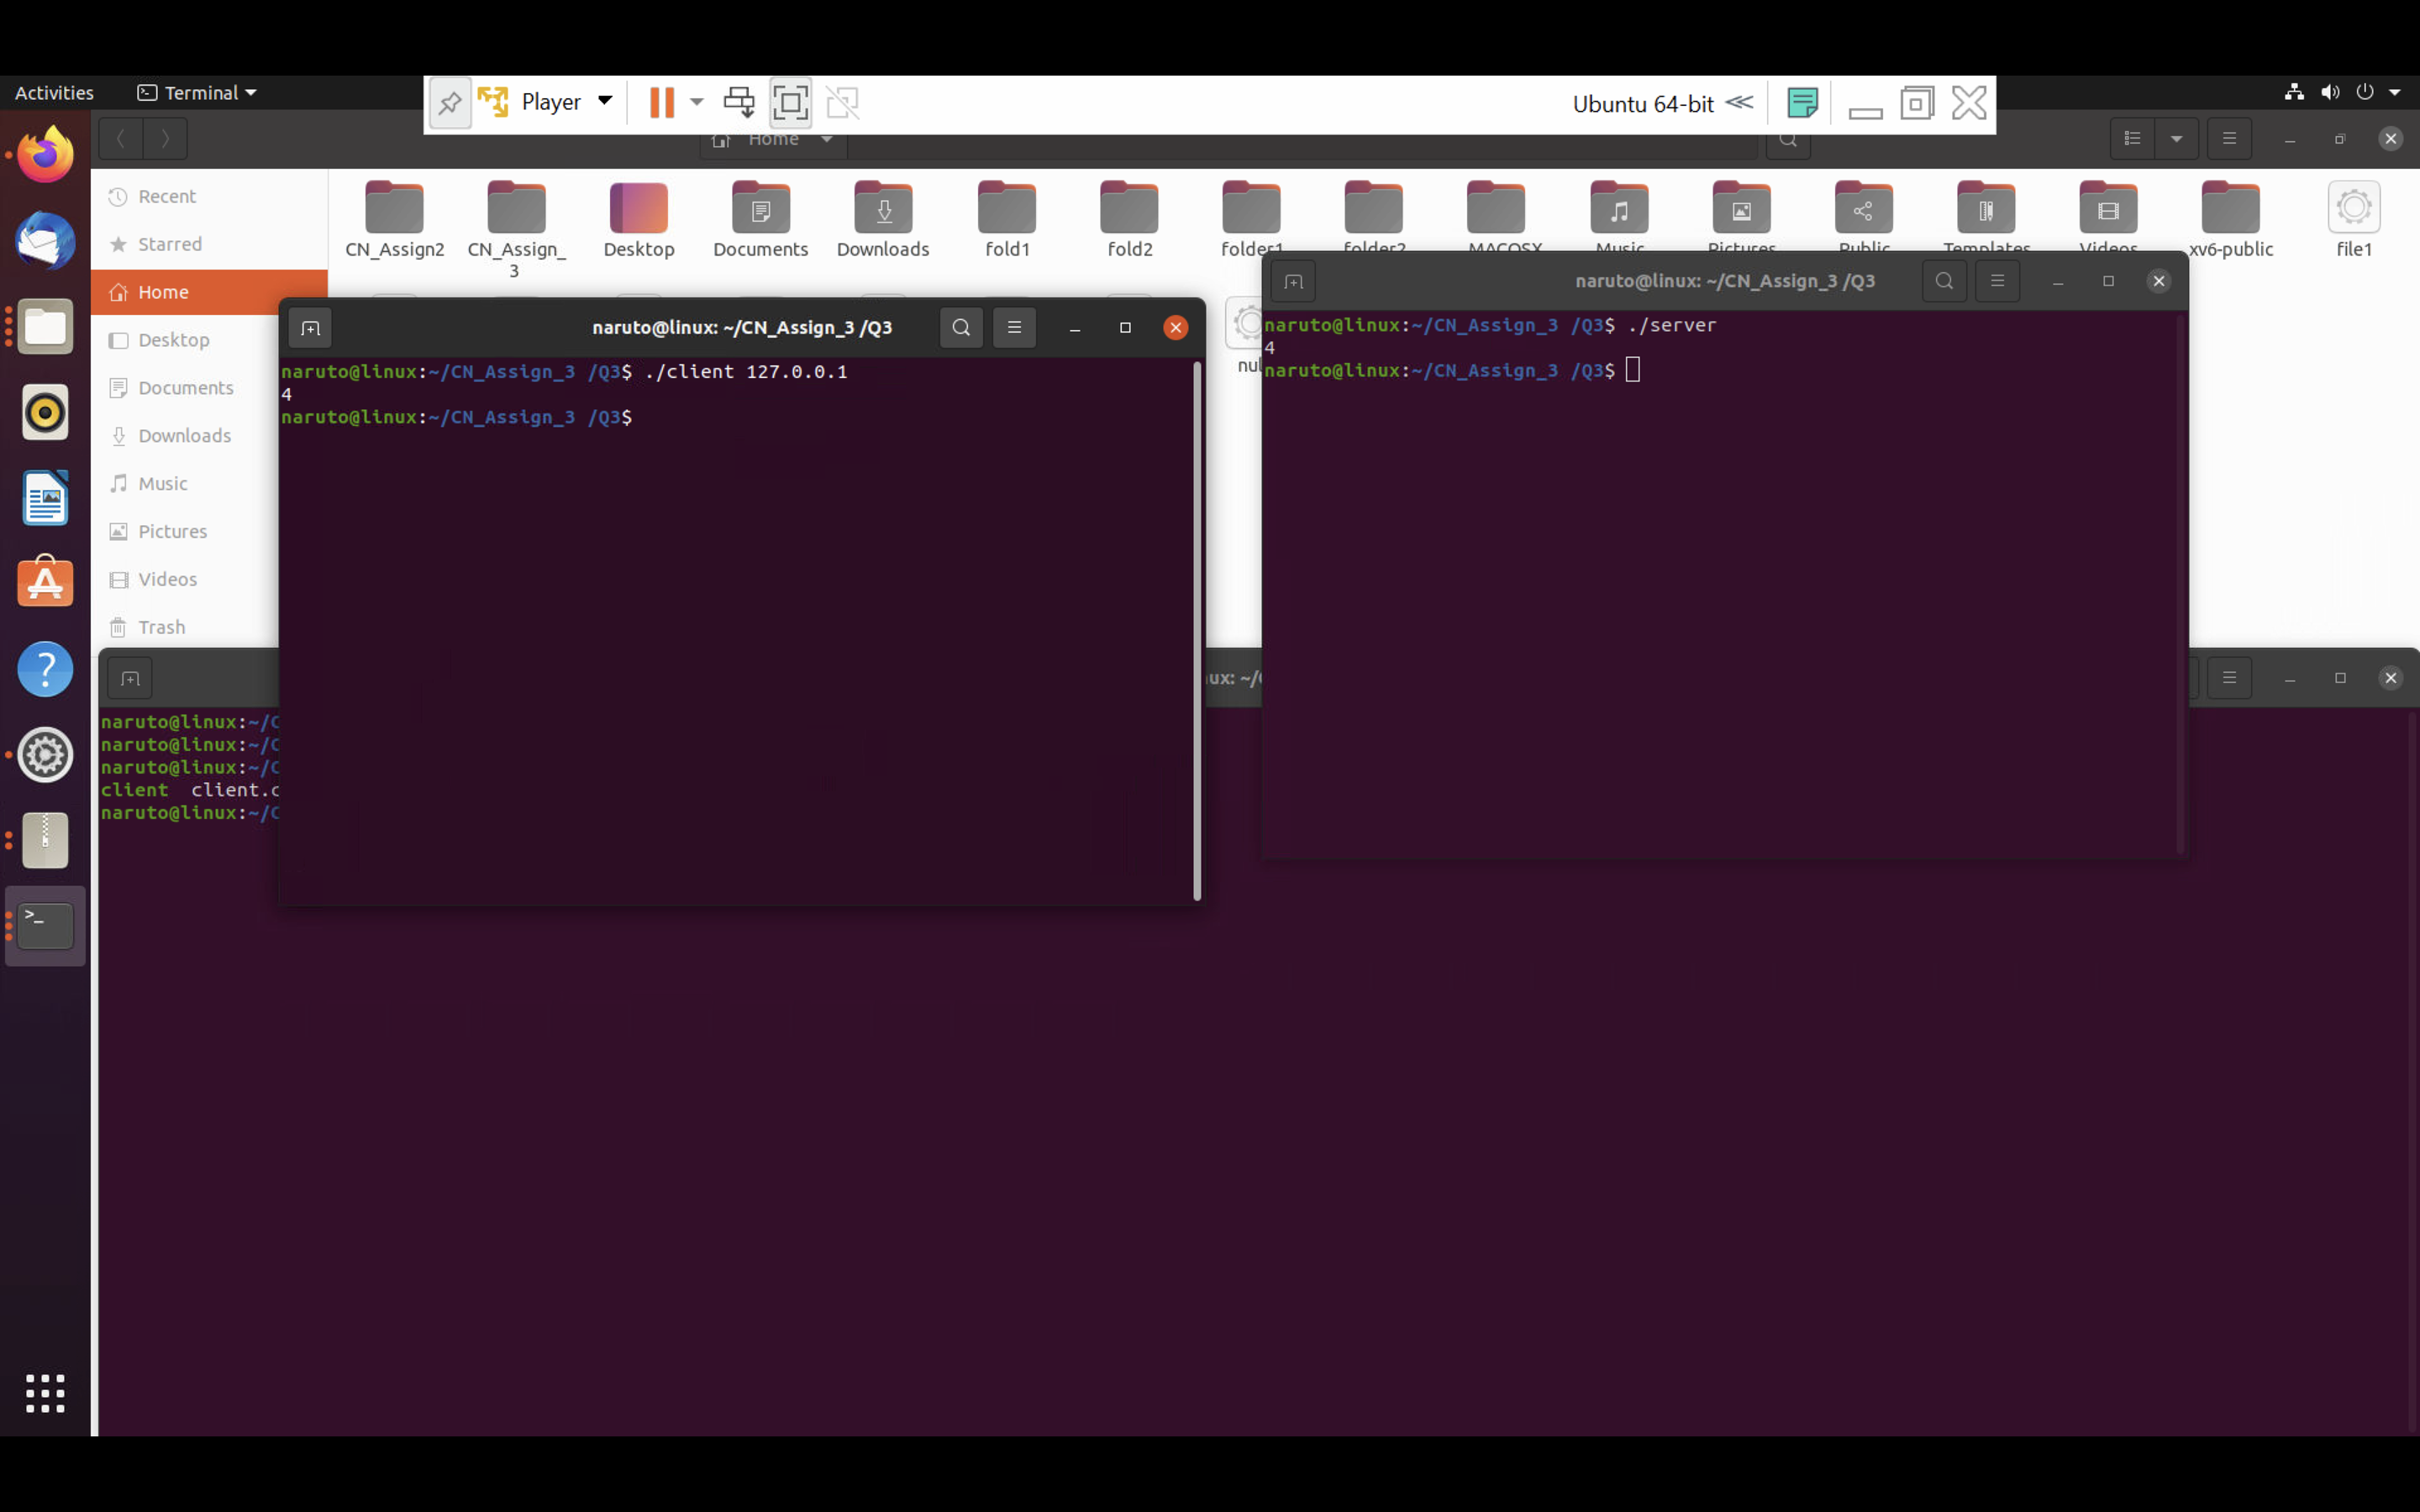 Activities
Terminal
Player
Ubuntu 64-bit
Home
Recent
Starred
Home
Desktop
Documents
Downloads
Music
Pictures
Videos
Trash
CN_Assign2
CN_Assign_
3
Desktop
Documents
Downloads
fold1
fold2
folder1
folder2
MACOSX
Music
Pictures
Public
Templates
Videos
xv6-public
file1
nul
naruto@linux: ~/CN_Assign_3 /Q3
naruto@linux:~/CN_Assign_3 /Q3$ ./client 127.0.0.1
4
naruto@linux:~/CN_Assign_3 /Q3$
naruto@linux: ~/CN_Assign_3 /Q3
naruto@linux:~/CN_Assign_3 /Q3$ ./server
4
naruto@linux:~/CN_Assign_3 /Q3$
ux: ~/
naruto@linux:~/C
naruto@linux:~/C
naruto@linux:~/C
client client.c
naruto@linux:~/C